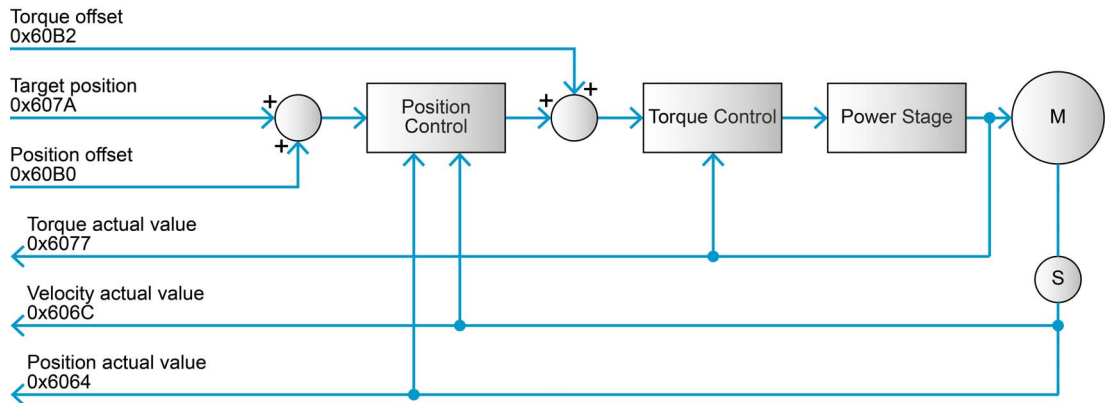 Torque offset
0x60B2
Target position
0x607A
Position offset
0x60B0
+
+
Position
Control
+
+
Torque Control
Power Stage
M
Torque actual value
0x6077
S
Velocity actual value
0x606C
Position actual value
0x6064